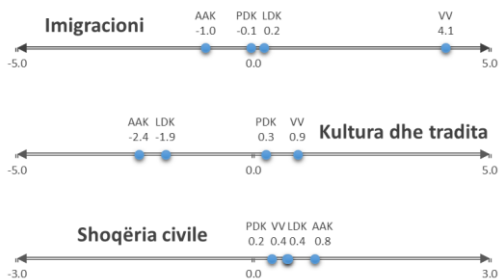 Imigracioni
AAK PDK LDK VV
-1.0 -0.1 0.2 4.1
-5.0 0.0 5.0
AAK LDK PDK VV
-2.4 -1.9 0.3 0.9
Kultura dhe tradita
-5.0 0.0 5.0
Shoqëria civile
PDK VV LDK AAK
0.2 0.4 0.4 0.8
-3.0 0.0 3.0